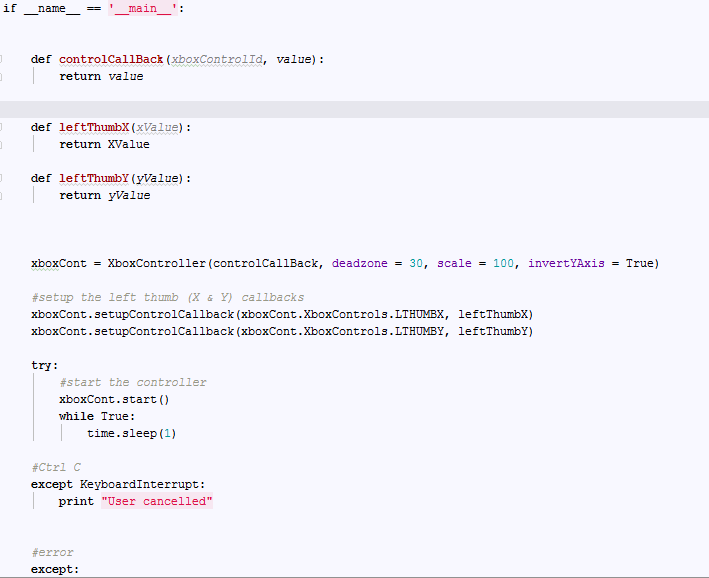 if __name__ == '__main__':
def controlCallBack(xboxControlId, value):
return value
def leftThumbX(xValue):
return XValue
def leftThumbY(yValue):
return yValue
xboxCont = XboxController(controlCallBack, deadzone = 30, scale = 100, invertYAxis = True)
#setup the left thumb (X & Y) callbacks
xboxCont.setupControlCallback(xboxCont.XboxControls.LTHUMBX, leftThumbX)
xboxCont.setupControlCallback(xboxCont.XboxControls.LTHUMBY, leftThumbY)
try:
#start the controller
xboxCont.start()
while True:
time.sleep(1)
#Ctrl C
except KeyboardInterrupt:
print "User cancelled"
#error
except: